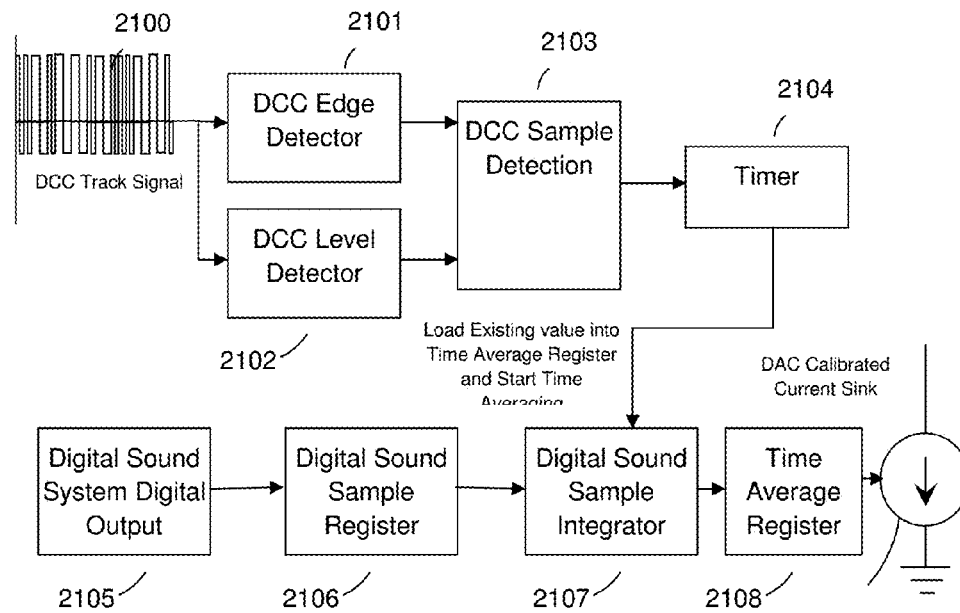 2100
2101
2103
2104
DCC Edge
Detector
DCC Sample
Detection
Timer
DCC Track Signal
DCC Level
Detector
2102
Load Existing value into
Time Average Register
and Start Time
Averaging
DAC Calibrated
Current Sink
Digital Sound
System Digital
Output
Digital Sound
Sample
Register
Digital Sound
Sample
Integrator
Time
Average
Register
2105
2106
2107
2108